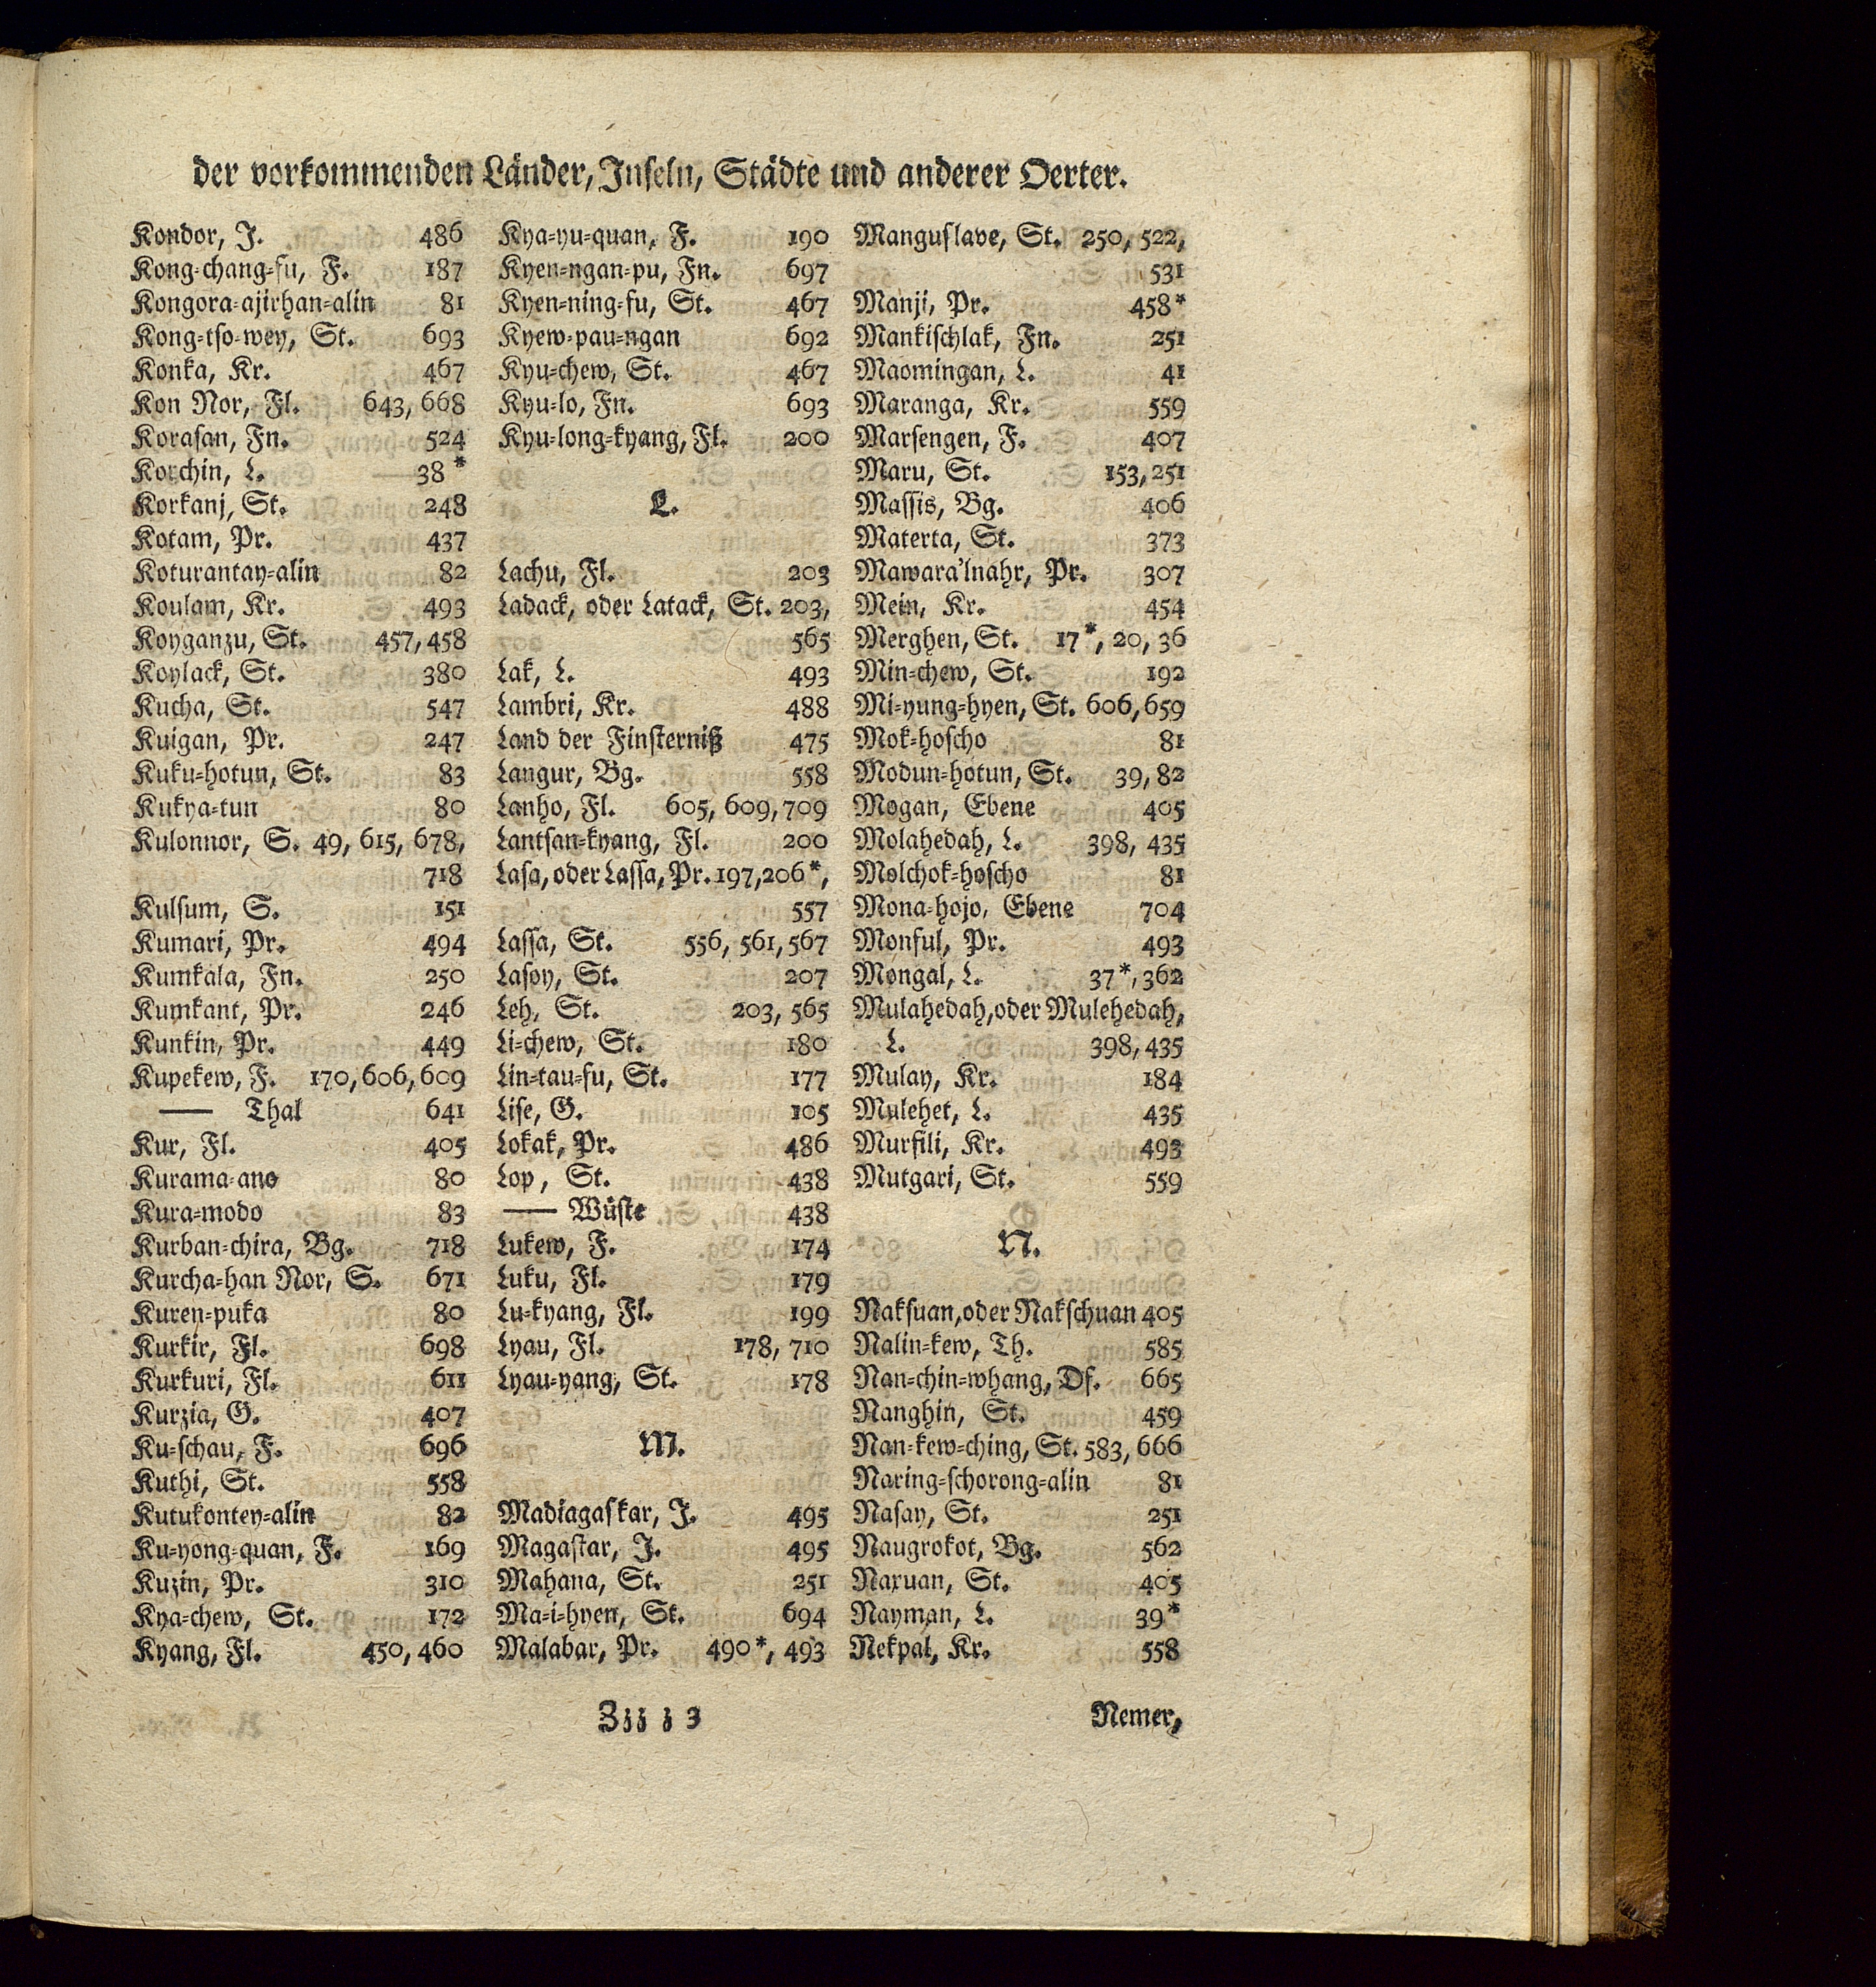 der vorkommenden Länder, Inseln, Städte und anderer Oerter.
Kondor, J. 486
Kong-chang-fu, F. 187
Kongora-ajirhan-alin 81
Kong-tso-wey, St. 693
Konka, Kr. 467
Kon Nor, Fl. 643, 668
Korasan, Fn. 524
Korchin, L. 38*
Korkanj, St. 248
Kotam, Pr. 437
Koturantay-alin 82
Koulam, Kr. 493
Koyganzu, St. 457, 458
Koylack, St. 380
Kucha, St. 547
Kuigan, Pr. 247
Kuku-hotun, St. 83
Kukya-tun 80
Kulonnor, S. 49, 615, 678,
718
Kulsum, S. 151
Kumari, Pr. 494
Kumkala, Fn. 250
Kumkant, Pr. 246
Kunkin, Pr. 449
Kupekew, F. 170, 606, 609
— Thal 641
Kur, Fl. 405
Kurama-ano 80
Kura-modo 83
Kurban-chira, Bg. 718
Kurcha-han Nor, S. 671
Kuren-puka 80
Kurkir, Fl. 698
Kurkuri, Fl. 611
Kurzia, G. 407
Ku-schau, F. 696
Kuthi, St. 558
Kutukontey-alin 82
Ku-yong-quan, F. 169
Kuzin, Pr. 310
Kya-chew, St. 172
Kyang, Fl. 450, 460
Kya-yu-quan, F. 190
Kyen-ngan-pu, Fn. 697
Kyen-ning-fu, St. 467
Kyew-pau-ngan 692
Kyu-chew, St. 467
Kyu-lo, Fn. 693
Kyu-long-kyang, Fl. 200
L.
Lachu, Fl. 203
Ladack, oder Latack, St. 203,
565
Lak, L. 493
Lambri, Kr. 488
Land der Finsterniß 475
Langur, Bg. 558
Lanho, Fl. 605, 609, 709
Lantsan-kyang, Fl. 200
Lasa, oder Lassa, Pr. 197, 206*,
557
Lassa, St. 556, 561, 567
Lasoy, St. 207
Leh, St. 203, 565
Li-chew, St. 180
Lin-tau-fu, St. 177
Lise, G. 105
Lokak, Pr. 486
Lop, St. 438
— Wüste 438
Lukew, F. 174
Luku, Fl. 179
Lu-kyang, Fl. 199
Lyau, Fl. 178, 710
Lyau-yang, St. 178
M.
Madiagaskar, J. 495
Magastar, J. 495
Mahana, St. 251
Ma-i-hyen, St. 694
Malabar, Pr. 490*, 493
Manguslave, St. 250, 522,
531
Manji, Pr. 458*
Mankischlak, Fn. 251
Maomingan, L. 41
Maranga, Kr. 559
Marsengen, F. 407
Maru, St. 153, 251
Massis, Bg. 406
Materta, St. 373
Mawara'lnahr, Pr. 307
Mein, Kr. 454
Merghen, St. 17*, 20, 36
Min-chew, St. 192
Mi-yung-hyen, St. 606, 659
Mok-hoscho 81
Modun-hotun, St. 39, 82
Mogan, Ebene 405
Molahedah, L. 398, 435
Molchok-hoscho 81
Mona-hojo, Ebene 704
Monful, Pr. 493
Mongal, L. 37*, 362
Mulahedah, oder Mulehedah,
L. 398, 435
Mulay, Kr. 184
Mulehet, L. 435
Mursili, Kr. 493
Mutgari, St. 559
N.
Naksuan, oder Nakschuan 405
Nalin-kew, Th. 585
Nan-chin-whang, Df. 665
Nanghin, St. 459
Nan-kew-ching, St. 583, 666
Naring-schorong-alin 81
Nasay, St. 251
Naugrokot, Bg. 562
Naxuan, St. 405
Nayman, L. 39*
Nekpal, Kr. 558
Zzz z 3
Nemer,